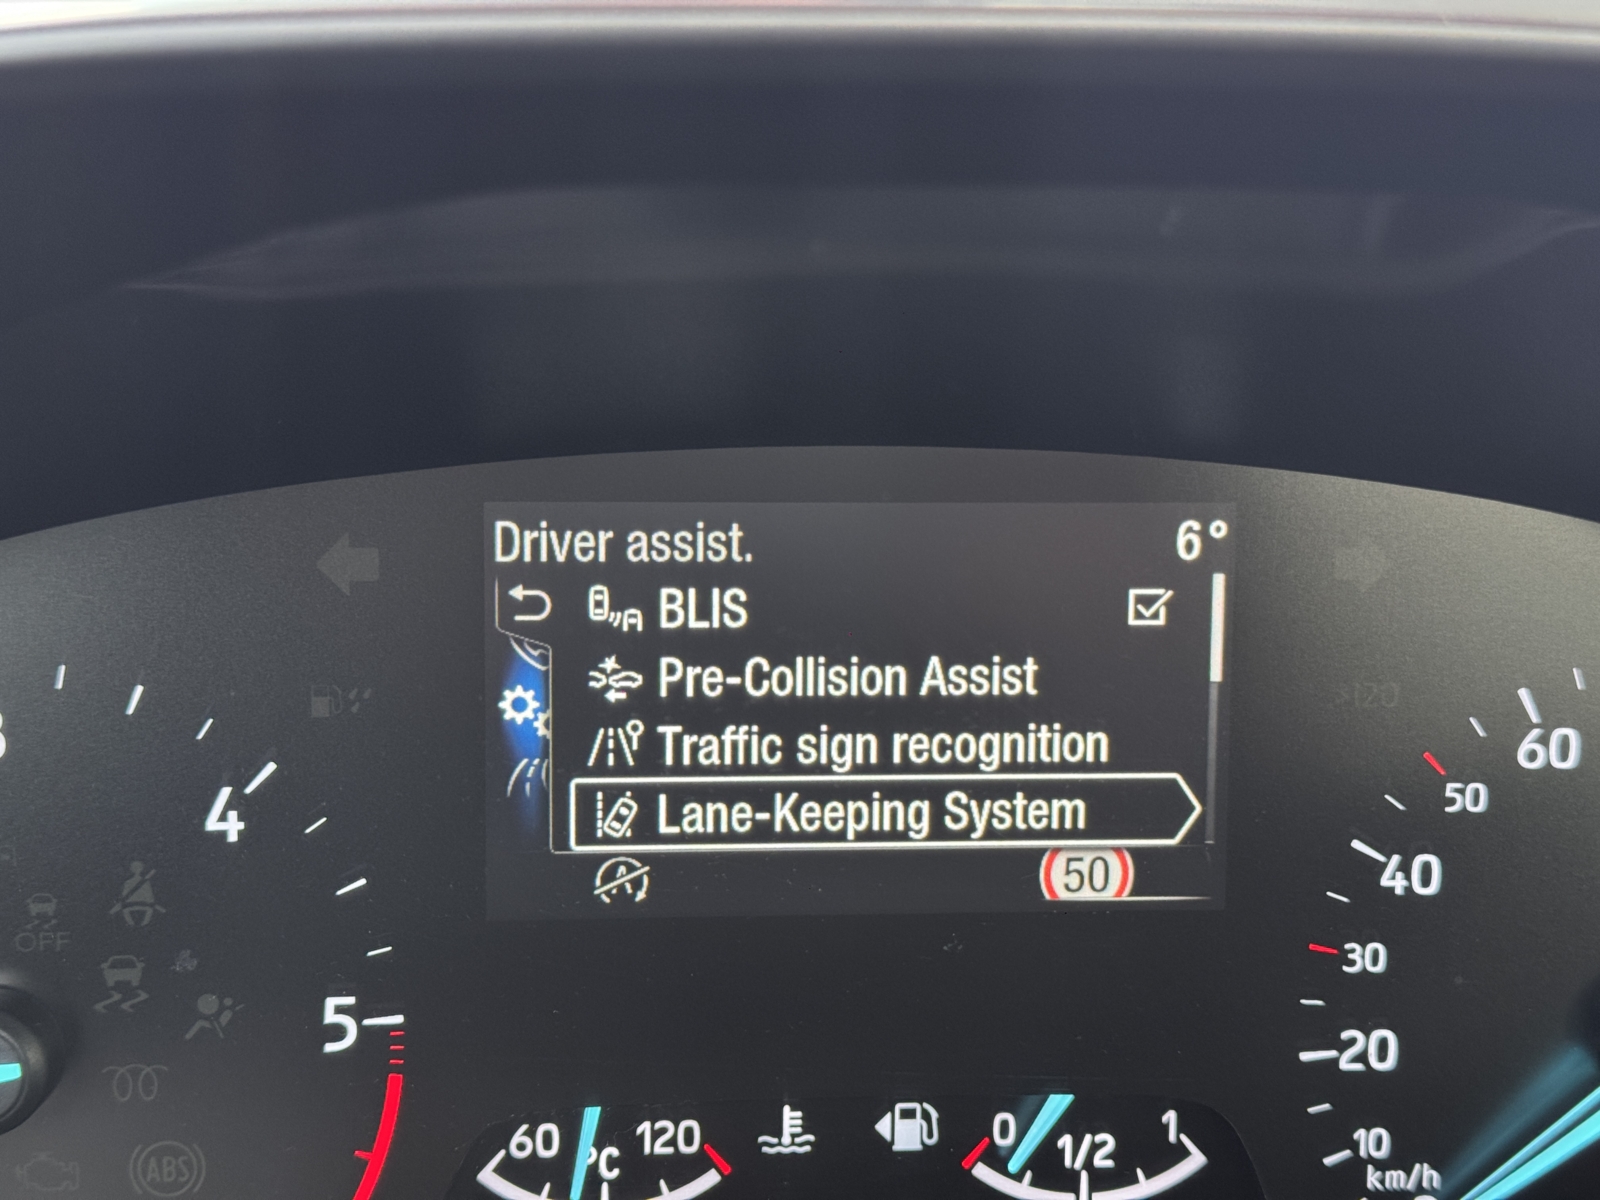 Driver assist.
6°
BLIS
Pre-Collision Assist
Traffic sign recognition
Lane-Keeping System
A
50
4
5
OFF
ABS
60
50
40
30
20
10
km/h
60
120
°C
0
1/2
1